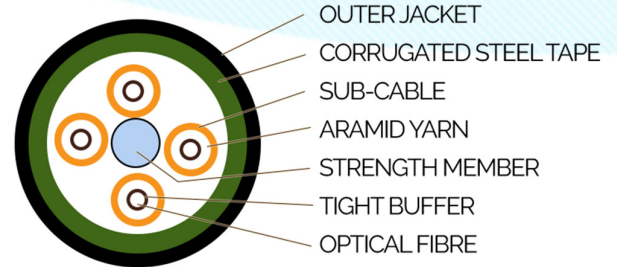 OUTER JACKET
CORRUGATED STEEL TAPE
SUB-CABLE
ARAMID YARN
STRENGTH MEMBER
TIGHT BUFFER
OPTICAL FIBRE